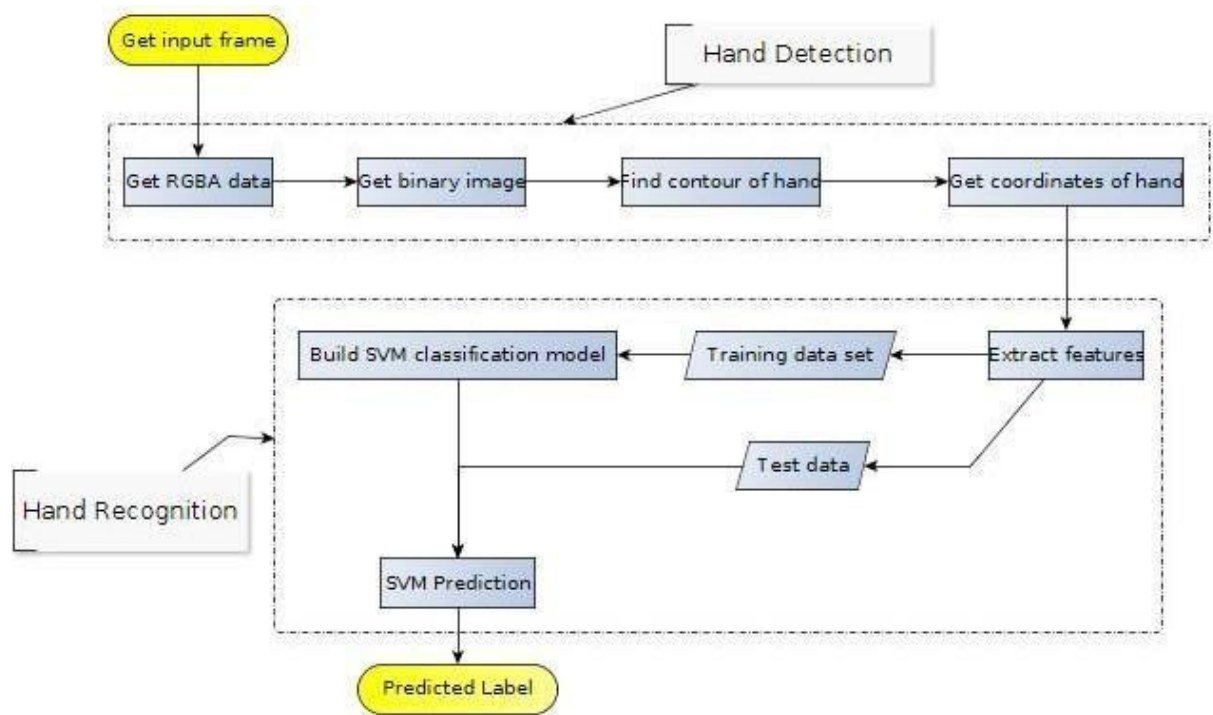 Get input frame
Hand Detection
Get RGBA data
Get binary image
Find contour of hand
Get coordinates of hand
Build SVM classification model
Training data set
Extract features
Test data
Hand Recognition
SVM Prediction
Predicted Label